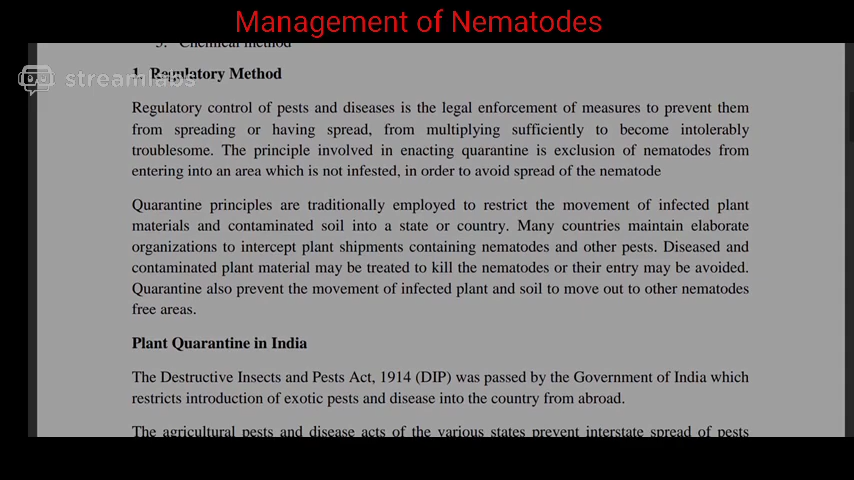 Management of Nematodes
5. Chemical method
1. Regulatory Method
streamlabs
Regulatory control of pests and diseases is the legal enforcement of measures to prevent them
from spreading or having spread, from multiplying sufficiently to become intolerably
troublesome. The principle involved in enacting quarantine is exclusion of nematodes from
entering into an area which is not infested, in order to avoid spread of the nematode
Quarantine principles are traditionally employed to restrict the movement of infected plant
materials and contaminated soil into a state or country. Many countries maintain elaborate
organizations to intercept plant shipments containing nematodes and other pests. Diseased and
contaminated plant material may be treated to kill the nematodes or their entry may be avoided.
Quarantine also prevent the movement of infected plant and soil to move out to other nematodes
free areas.
Plant Quarantine in India
The Destructive Insects and Pests Act, 1914 (DIP) was passed by the Government of India which
restricts introduction of exotic pests and disease into the country from abroad.
The agricultural pests and disease acts of the various states prevent interstate spread of pests